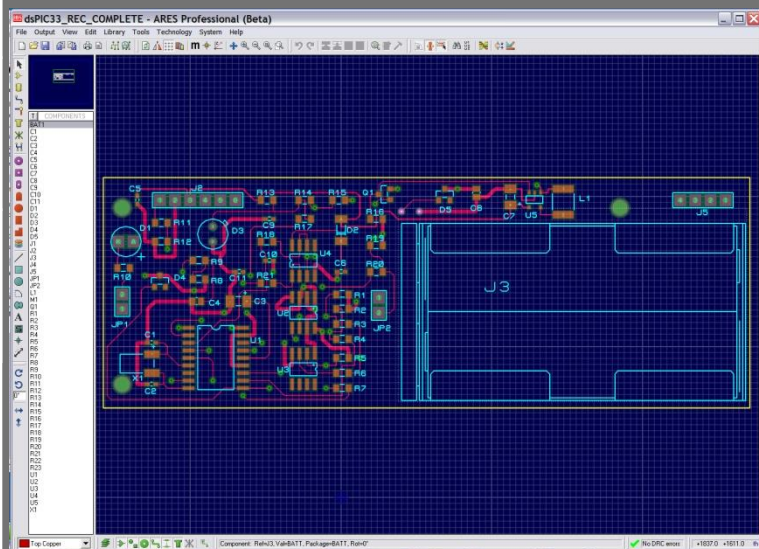 dsPIC33_REC_COMPLETE - ARES Professional (Beta)
File Output View Edit Library Tools Technology System Help
COMPONENTS
BAT1
C1
C2
C3
C4
C5
C6
C7
C8
C9
C10
C11
D1
D2
D3
D4
D5
J1
J2
J3
J4
J5
JP1
JP2
L1
M1
Q1
R1
R2
R3
R4
R5
R6
R7
R8
R9
R10
R11
R12
R13
R14
R15
R16
R17
R18
R19
R20
R21
R22
R23
U1
U2
U3
U4
U5
X1
C5 J2 R13 R14 R15 Q1 D5 C8 C7 U5 L1 J5
D1 R11 R12 D3 C9 R17 D2 R16
R18 R19
R10 D4 R9 R8 C11 C10 R21 U4 C6 R20
JP1 C4 C3 U2 R1 R2 R3 JP2 J3
C1 U1 R4
X1 C2 U3 R5 R6 R7
Top Copper
Component: Ref=J3, Val=BATT, Package=BATT, Rot=0°
No DRC errors
+1837.0 +1611.0 th